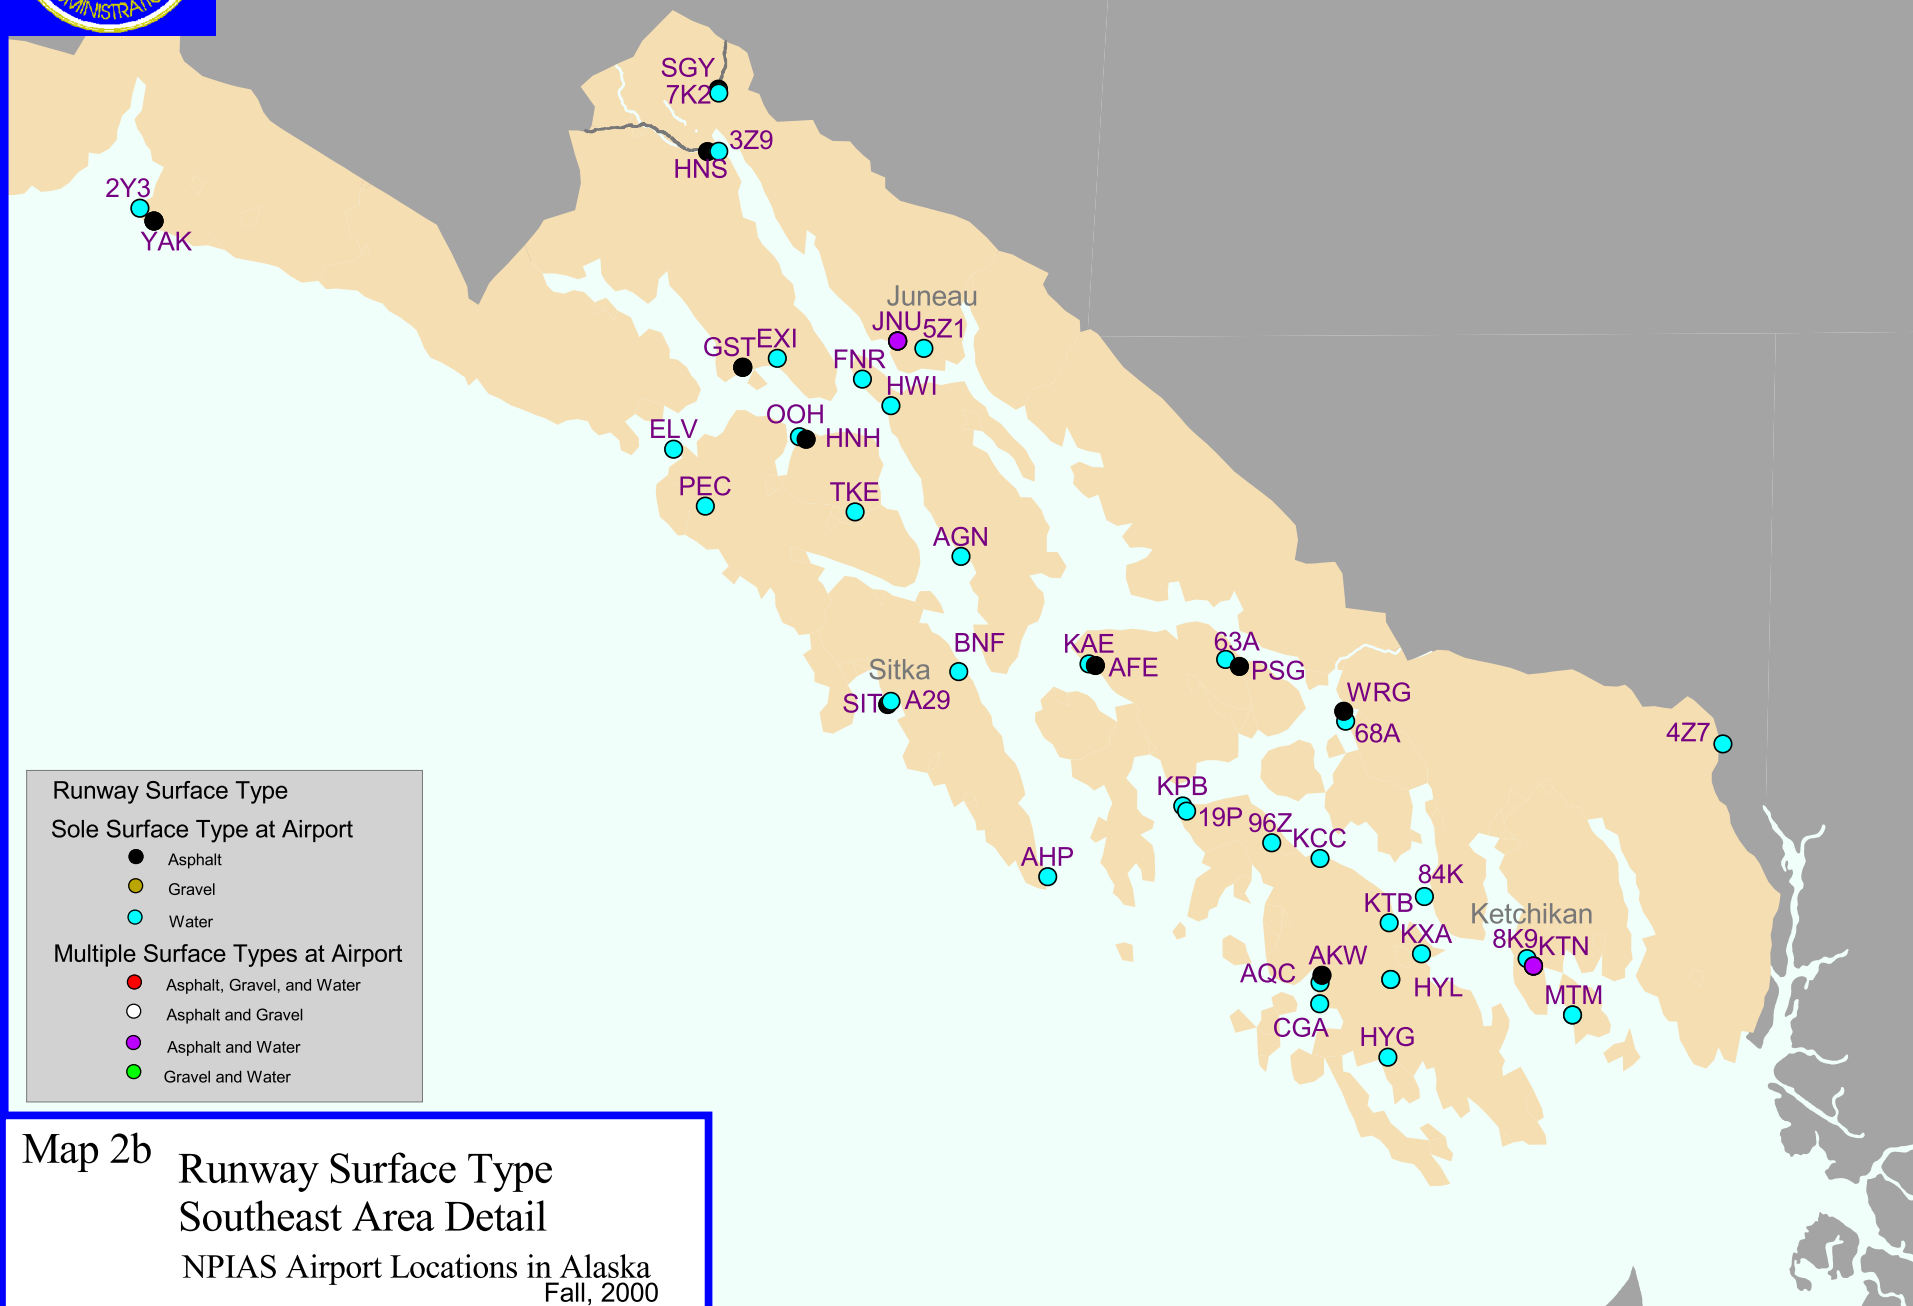 MINISTRATI
SGY
7K2
3Z9
HNS
2Y3
YAK
Juneau
JNU
5Z1
GST
EXI
FNR
HWI
OOH
HNH
ELV
PEC
TKE
AGN
BNF
KAE
AFE
63A
PSG
Sitka
SIT
A29
WRG
68A
4Z7
KPB
19P
96Z
KCC
AHP
84K
KTB
Ketchikan
KXA
8K9
KTN
AKW
AQC
HYL
MTM
CGA
HYG
Runway Surface Type
Sole Surface Type at Airport
Asphalt
Gravel
Water
Multiple Surface Types at Airport
Asphalt, Gravel, and Water
Asphalt and Gravel
Asphalt and Water
Gravel and Water
Map 2b
Runway Surface Type
Southeast Area Detail
NPIAS Airport Locations in Alaska
Fall, 2000